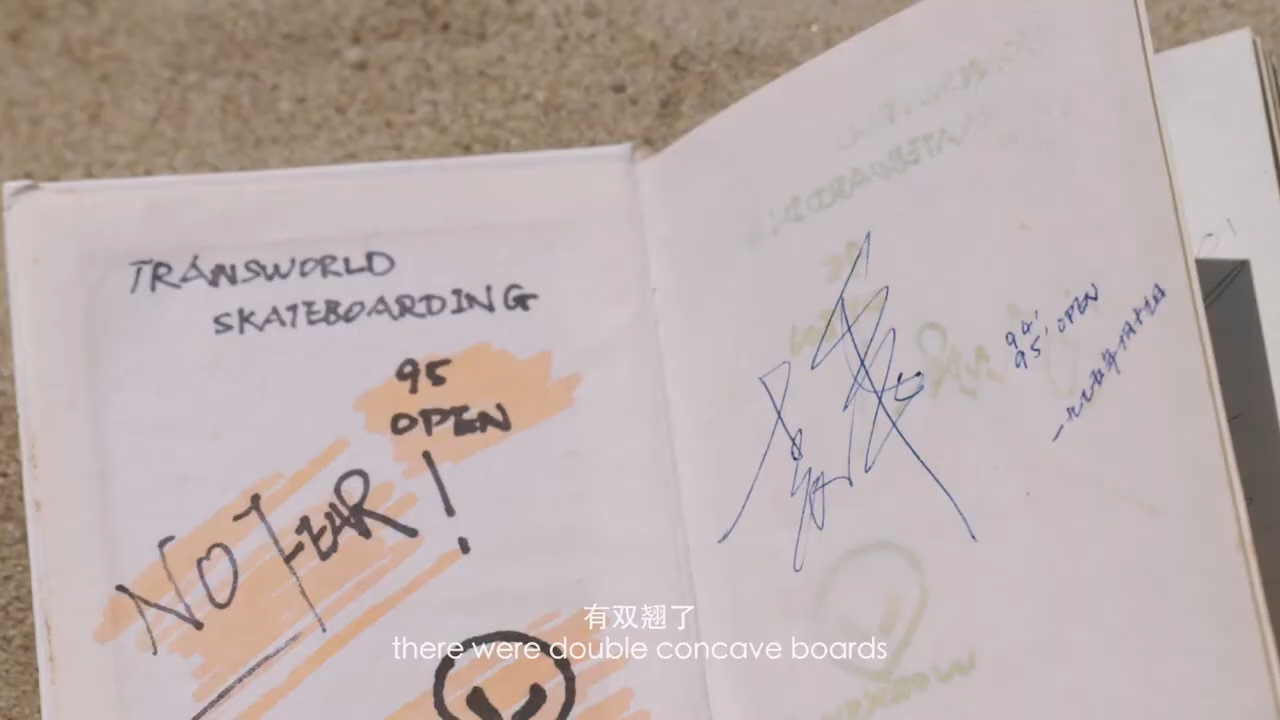 TRANSWORLD
SKATEBOARDING
95
OPEN
NO FEAR!
94'
95' OPEN
有双翘了
there were double concave boards